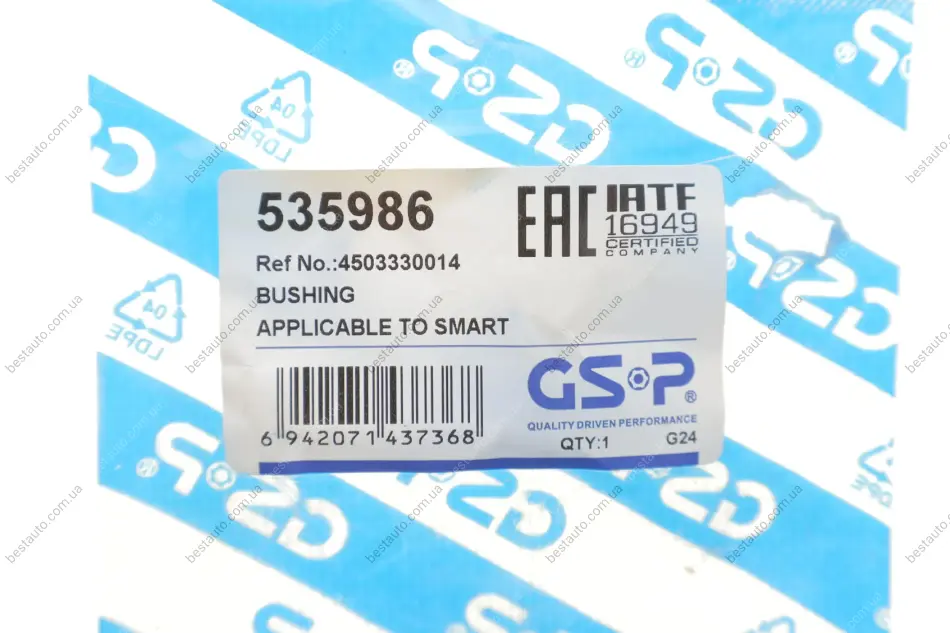 535986
EAC
IATF
16949
CERTIFIED
COMPANY
Ref No.:4503330014
BUSHING
APPLICABLE TO SMART
GSP®
QUALITY DRIVEN PERFORMANCE
6 942071 437368
QTY:1
G24
GSP®
04
LDPE
bestauto.com.ua